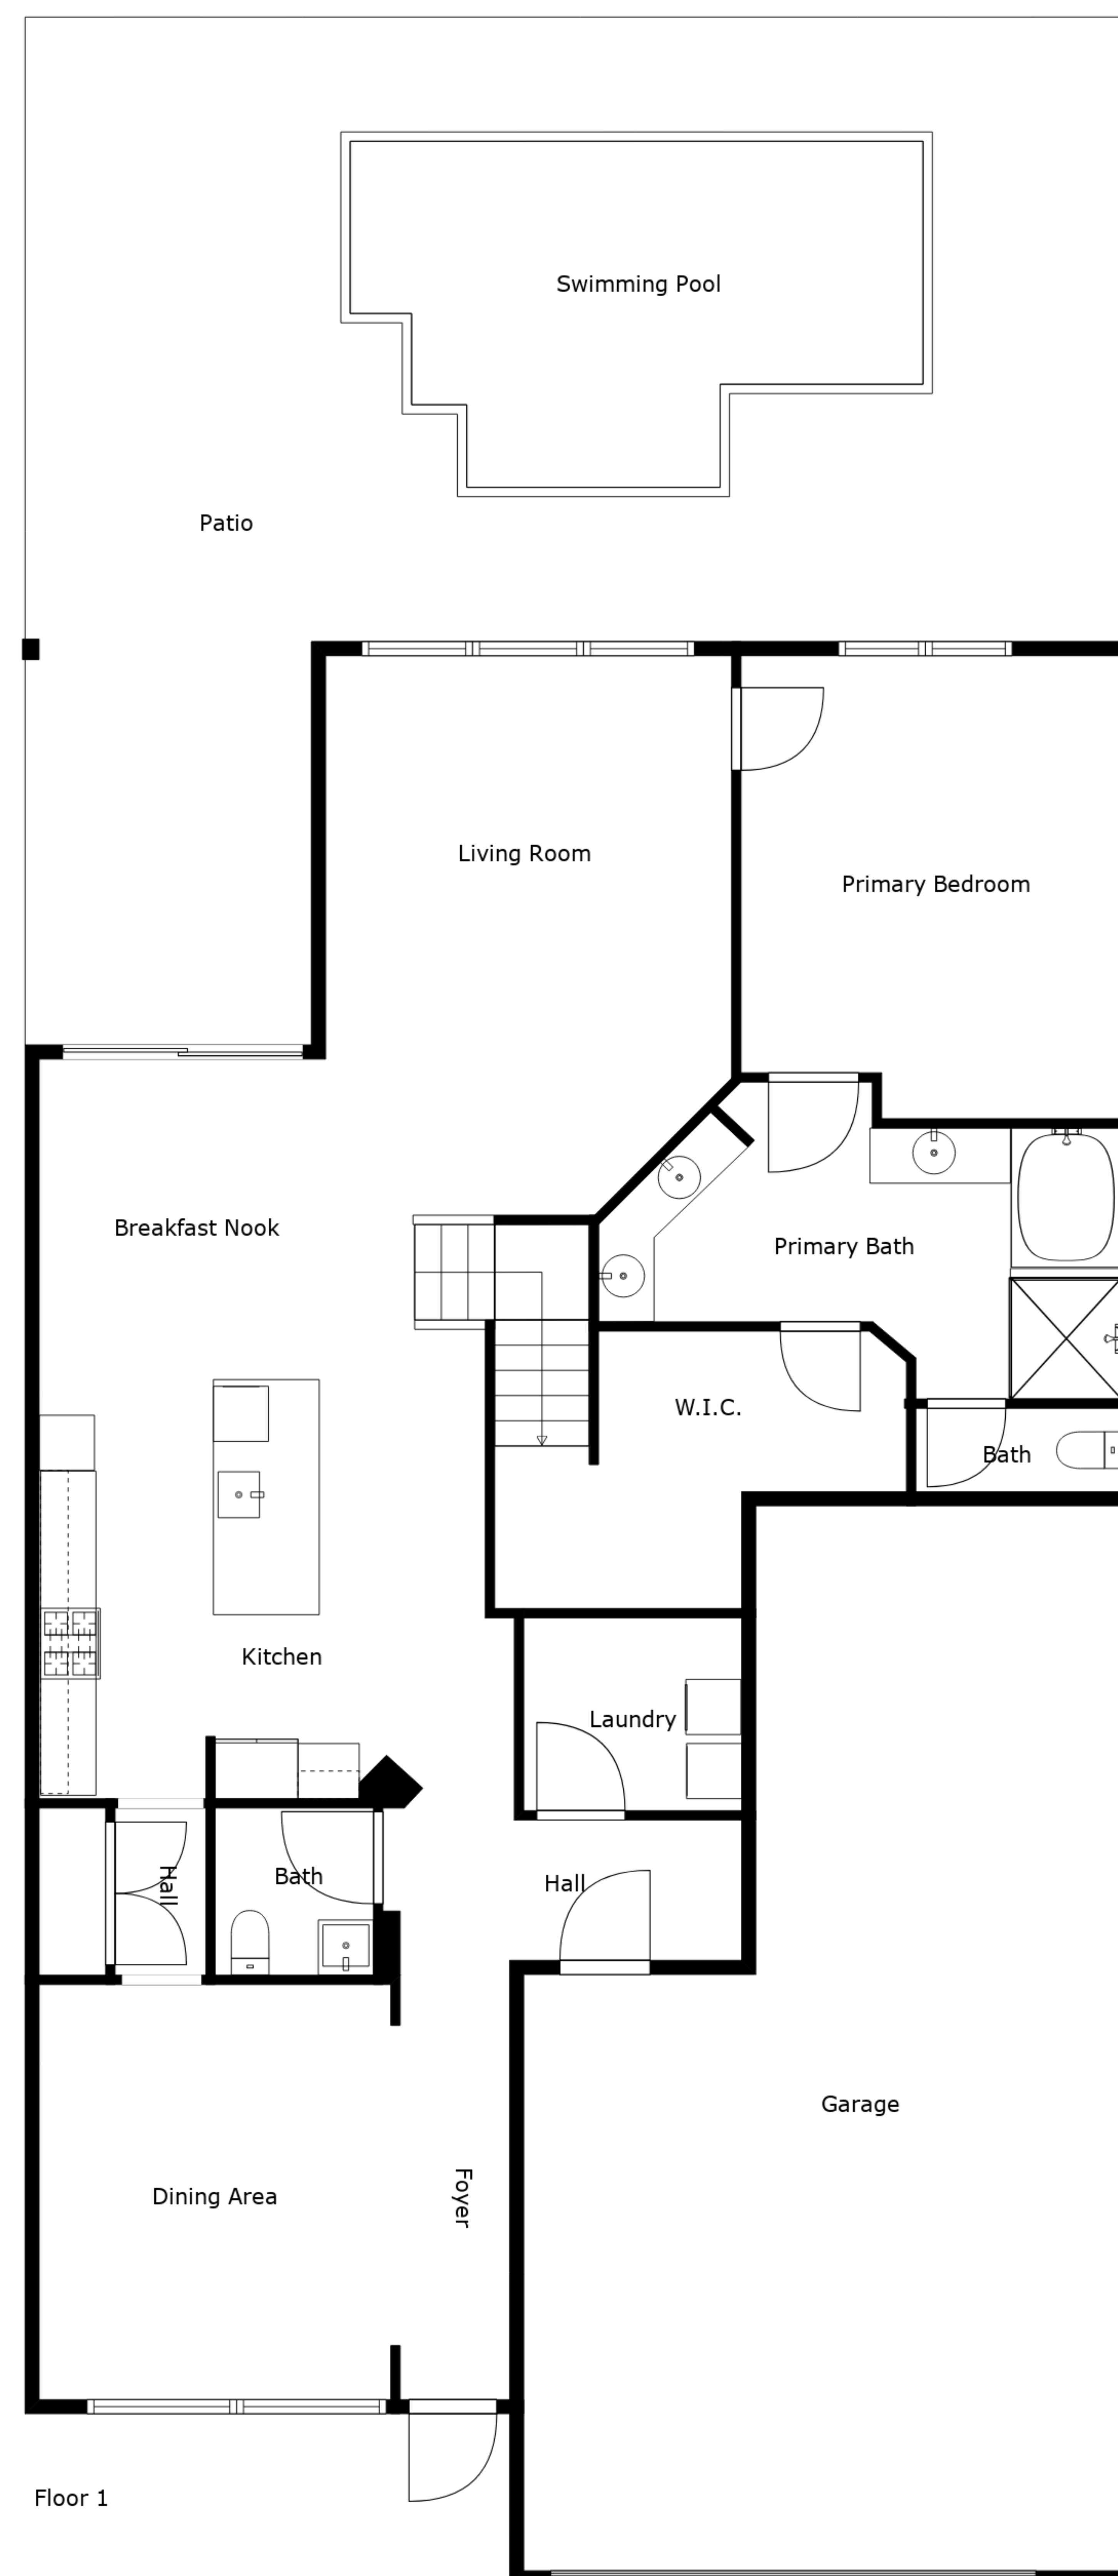 Swimming Pool
Patio
Living Room
Primary Bedroom
Breakfast Nook
Primary Bath
W.I.C.
Bath
Kitchen
Laundry
Hall
Bath
Hall
Garage
Dining Area
Foyer
Floor 1